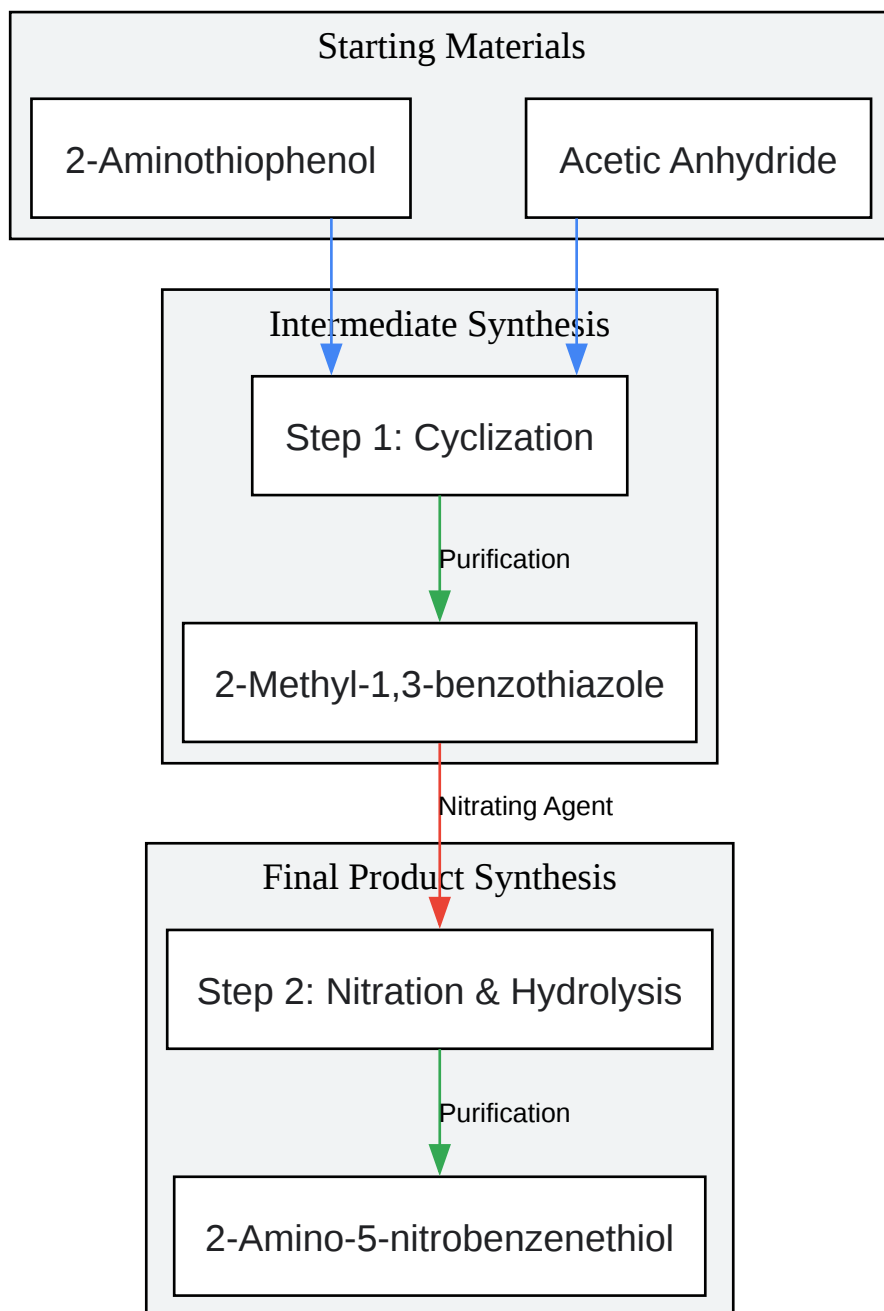 Starting Materials
2-Aminothiophenol
Acetic Anhydride
Intermediate Synthesis
Step 1: Cyclization
Purification
2-Methyl-1,3-benzothiazole
Nitrating Agent
Final Product Synthesis
Step 2: Nitration & Hydrolysis
Purification
2-Amino-5-nitrobenzenethiol